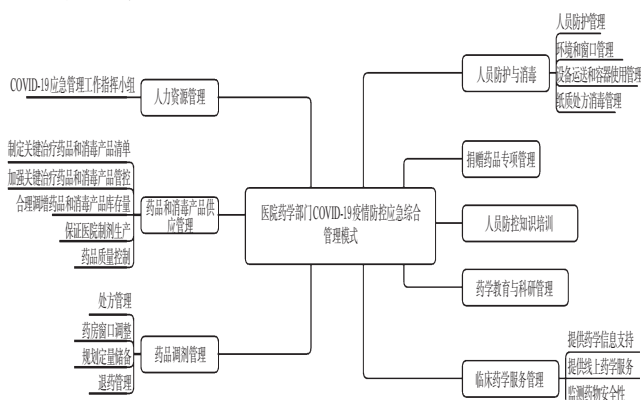 COVID-19应急管理工作指挥小组
人力资源管理
制定关键治疗药品和消毒产品清单
加强关键治疗药品和消毒产品管控
合理调增药品和消毒产品库存量
保证医院制剂生产
药品质量控制
药品和消毒产品供
应管理
处方管理
药房窗口调整
规划定量储备
退药管理
药品调剂管理
医院药学部门COVID-19疫情防控应急综合
管理模式
人员防护与消毒
人员防护管理
环境和窗口管理
设备运送和容器使用管理
纸质处方消毒管理
捐赠药品专项管理
人员防控知识培训
药学教育与科研管理
临床药学服务管理
提供药学信息支持
提供线上药学服务
监测药物安全性